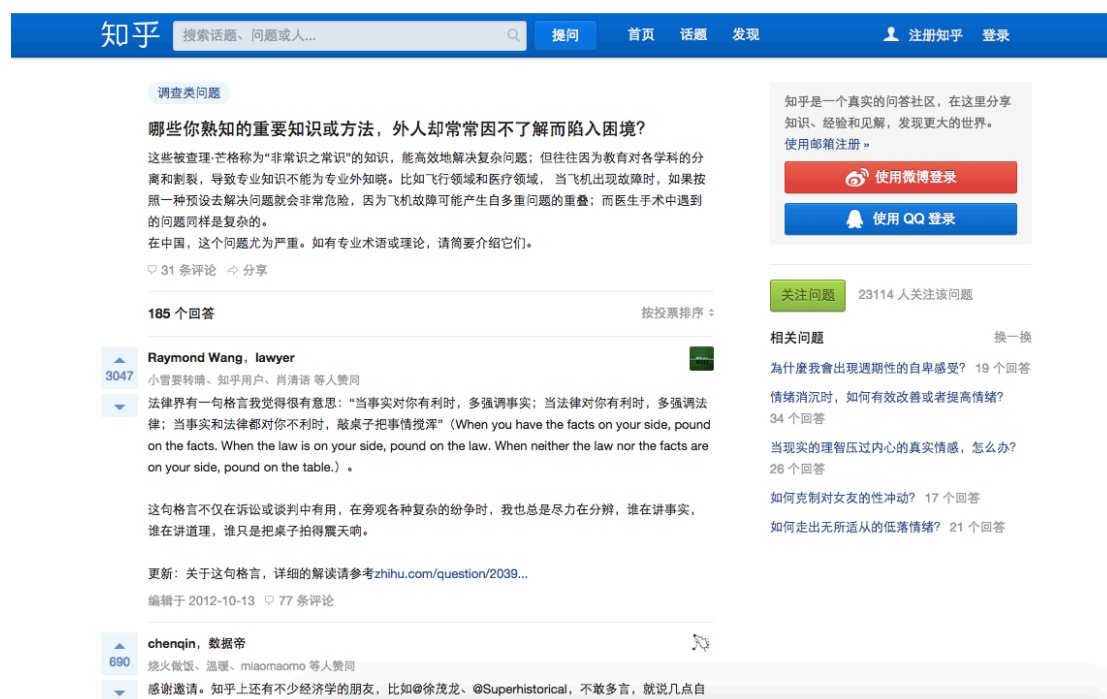 知乎 搜索话题、问题或人... 提问 首页 话题 发现 注册知乎 登录
调查类问题
哪些你熟知的重要知识或方法，外人却常常因不了解而陷入困境？
这些被查理·芒格称为“非常识之常识”的知识，能高效地解决复杂问题；但往往因为教育对各学科的分
离和割裂，导致专业知识不能为专业外知晓。比如飞行领域和医疗领域， 当飞机出现故障时，如果按
照一种预设去解决问题就会非常危险，因为飞机故障可能产生自多重问题的重叠；而医生手术中遇到
的问题同样是复杂的。
在中国，这个问题尤为严重。如有专业术语或理论，请简要介绍它们。
31 条评论 分享
185 个回答 按投票排序
3047
Raymond Wang，lawyer
小雪要转晴、知乎用户、肖清语 等人赞同
法律界有一句格言我觉得很有意思：“当事实对你有利时，多强调事实；当法律对你有利时，多强调法
律；当事实和法律都对你不利时，敲桌子把事情搅浑”（When you have the facts on your side, pound
on the facts. When the law is on your side, pound on the law. When neither the law nor the facts are
on your side, pound on the table.）。
这句格言不仅在诉讼或谈判中有用，在旁观各种复杂的纷争时，我也总是尽力在分辨，谁在讲事实，
谁在讲道理，谁只是把桌子拍得震天响。
更新：关于这句格言，详细的解读请参考zhihu.com/question/2039...
编辑于 2012-10-13 77 条评论
690
chenqin，数据帝
烧火做饭、温暖、miaomaomo 等人赞同
感谢邀请。知乎上还有不少经济学的朋友，比如@徐茂龙、@Superhistorical，不敢多言，就说几点自
知乎是一个真实的问答社区，在这里分享
知识、经验和见解，发现更大的世界。
使用邮箱注册 »
使用微博登录
使用 QQ 登录
关注问题 23114 人关注该问题
相关问题 换一换
為什麼我會出現週期性的自卑感受？ 19 个回答
情绪消沉时，如何有效改善或者提高情绪？
34 个回答
当现实的理智压过内心的真实情感，怎么办？
26 个回答
如何克制对女友的性冲动？ 17 个回答
如何走出无所适从的低落情绪？ 21 个回答